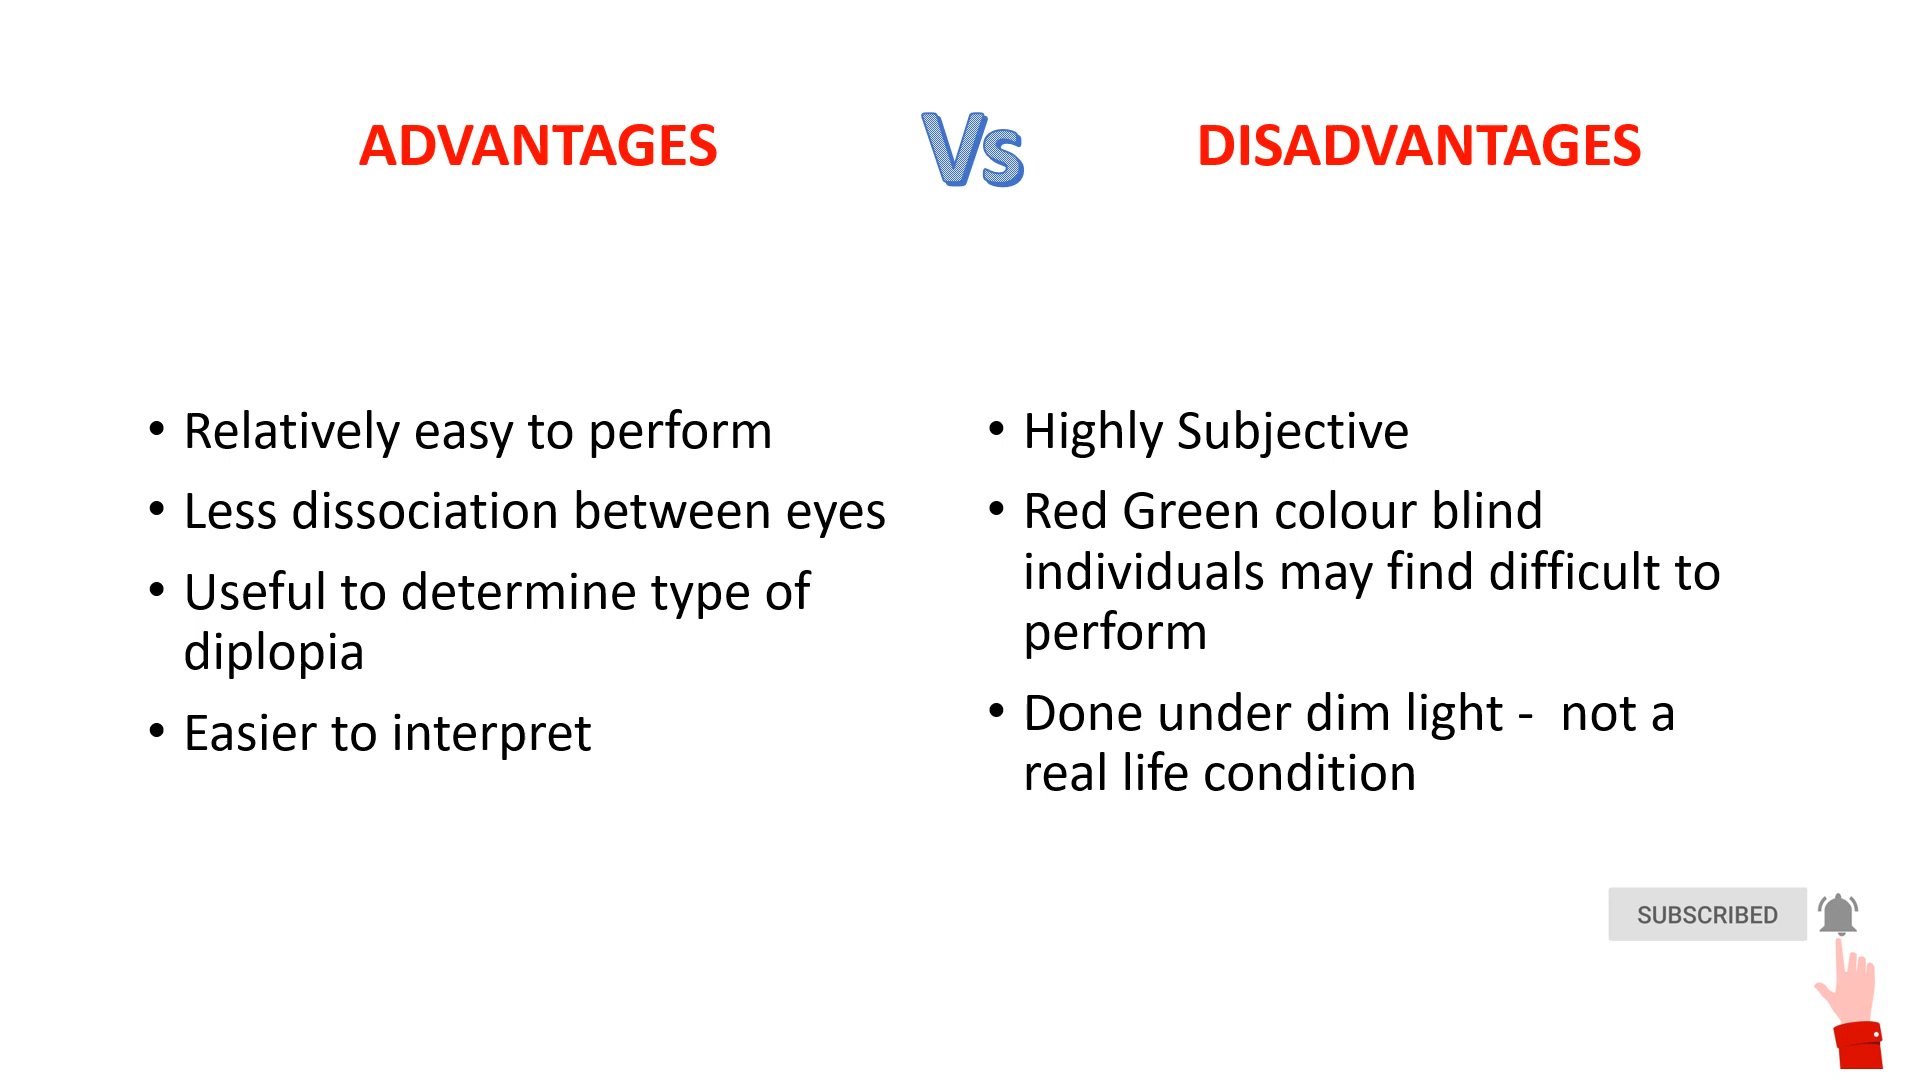 ADVANTAGES
Vs
DISADVANTAGES
• Relatively easy to perform
• Less dissociation between eyes
• Useful to determine type of
diplopia
• Easier to interpret
• Highly Subjective
• Red Green colour blind
individuals may find difficult to
perform
• Done under dim light -  not a
real life condition
SUBSCRIBED